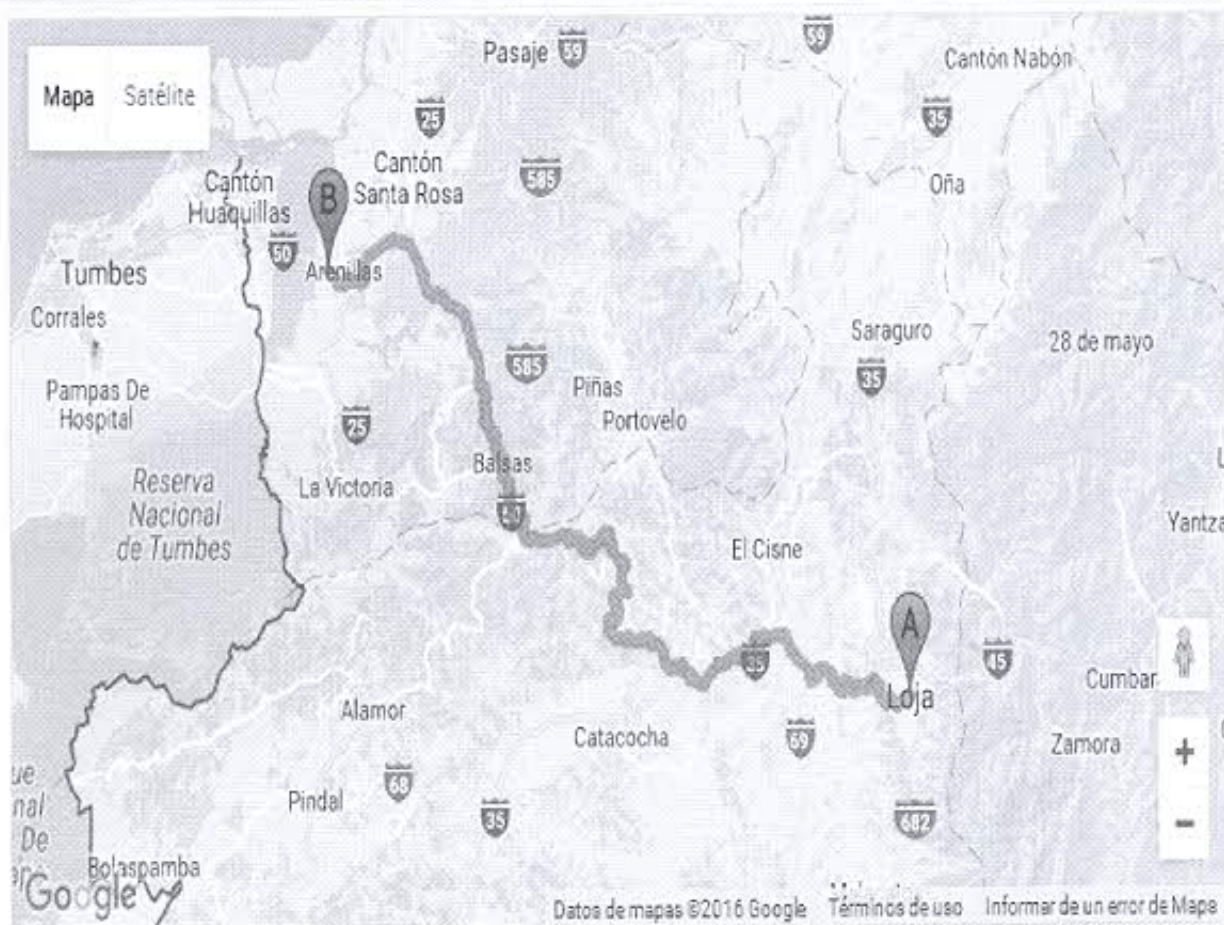 Mapa Satélite
Pasaje 59
59
Cantón Nabón
25
35
Cantón
Santa Rosa
585
Oña
Cantón
Huaquillas
B
50
Arenillas
Tumbes
Corrales
Saraguro
28 de mayo
585
35
Piñas
Pampas De
Hospital
Portovelo
25
Balsas
La Victoria
Reserva
Nacional
de Tumbes
Yantza
El Cisne
A
35
45
Loja
Cumbar
Alamor
Catacocha
69
Zamora
+
68
Pindal
35
682
−
De
Bolaspamba
Google
Datos de mapas ©2016 Google Términos de uso Informar de un error de Maps